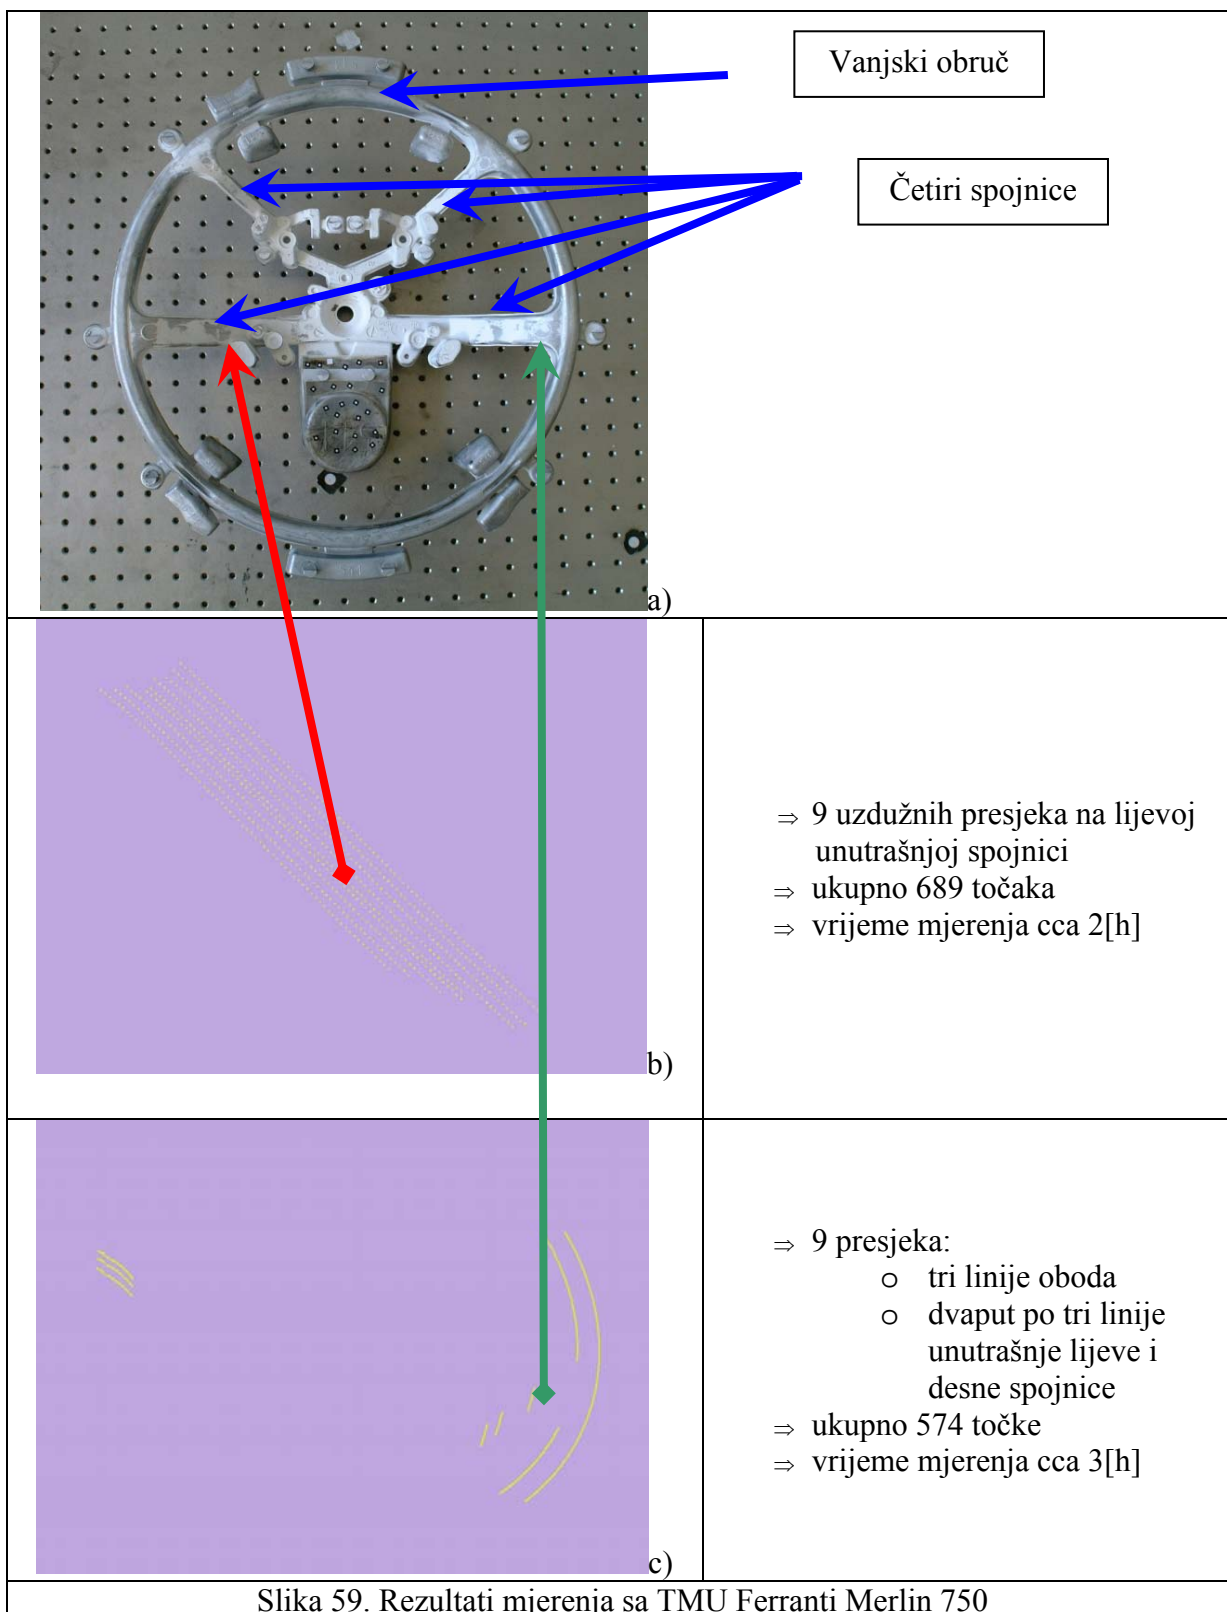 Vanjski obruč
Četiri spojnice
a)
⇒ 9 uzdužnih presjeka na lijevoj
unutrašnjoj spojnici
⇒ ukupno 689 točaka
⇒ vrijeme mjerenja cca 2[h]
b)
⇒ 9 presjeka:
o tri linije oboda
o dvaput po tri linije
unutrašnje lijeve i
desne spojnice
⇒ ukupno 574 točke
⇒ vrijeme mjerenja cca 3[h]
c)
Slika 59. Rezultati mjerenja sa TMU Ferranti Merlin 750